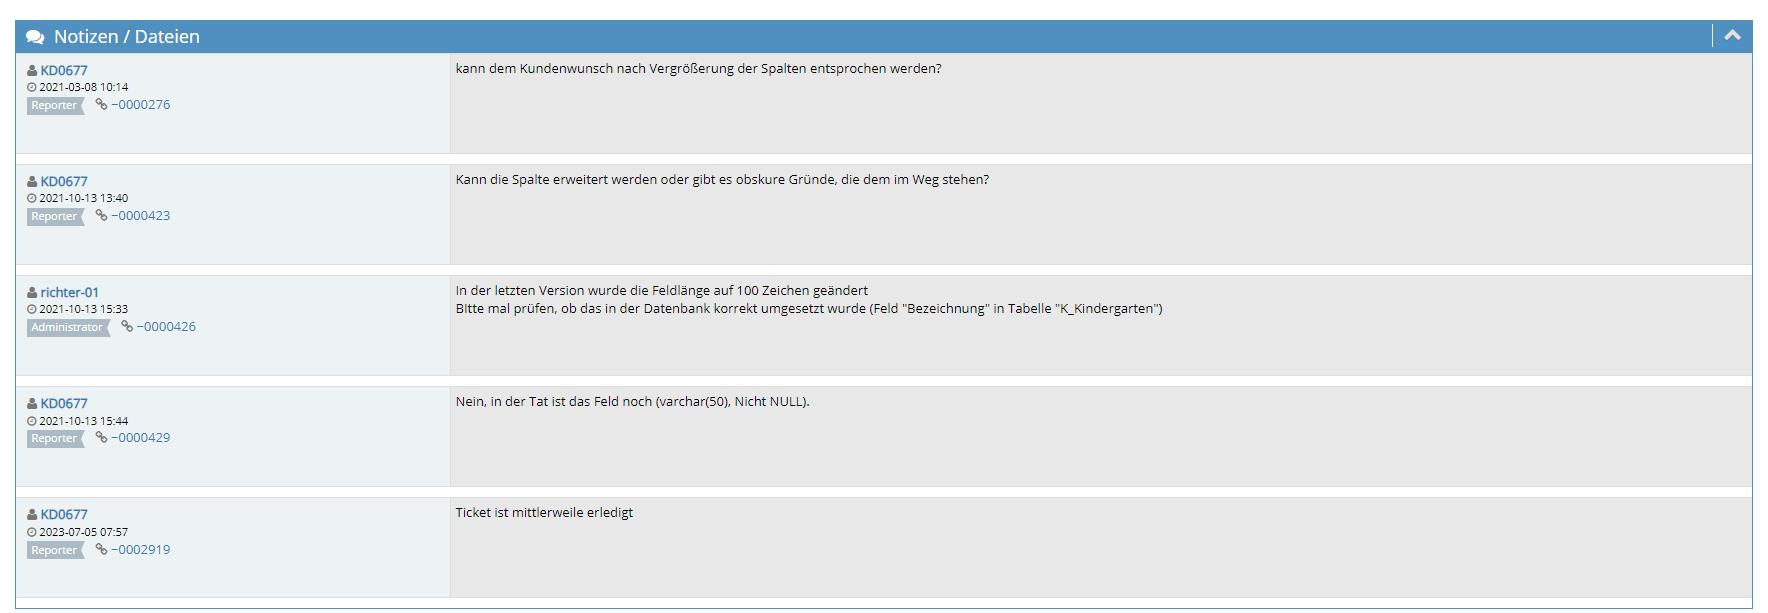 Notizen / Dateien
KD0677
2021-03-08 10:14
Reporter ~0000276
kann dem Kundenwunsch nach Vergrößerung der Spalten entsprochen werden?
KD0677
2021-10-13 13:40
Reporter ~0000423
Kann die Spalte erweitert werden oder gibt es obskure Gründe, die dem im Weg stehen?
richter-01
2021-10-13 15:33
Administrator ~0000426
In der letzten Version wurde die Feldlänge auf 100 Zeichen geändert
BItte mal prüfen, ob das in der Datenbank korrekt umgesetzt wurde (Feld "Bezeichnung" in Tabelle "K_Kindergarten")
KD0677
2021-10-13 15:44
Reporter ~0000429
Nein, in der Tat ist das Feld noch (varchar(50), Nicht NULL).
KD0677
2023-07-05 07:57
Reporter ~0002919
Ticket ist mittlerweile erledigt